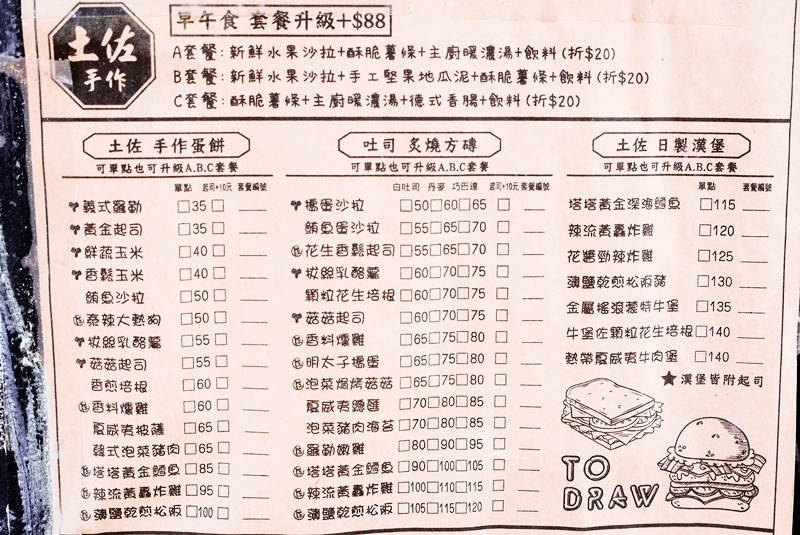 土佐
手作
早午食 套餐升級+$88
A套餐:新鮮水果沙拉+酥脆薯條+主廚暖濃湯+飲料(折$20)
B套餐:新鮮水果沙拉+手工堅果地瓜泥+酥脆薯條+飲料(折$20)
C套餐:酥脆薯條+主廚暖濃湯+德式香腸+飲料(折$20)
土佐 手作蛋餅
可單點也可升級A.B.C套餐
單點 起司+10元 套餐編號
義式羅勒 □35 □
黃金起司 □35 □
鮮蔬玉米 □40 □
香鬆玉米 □40 □
鮪魚沙拉 □50 □
泰辣大熱狗 □50 □
拔絲乳酪薯 □55 □
菇菇起司 □55 □
香煎培根 □60 □
香料燻雞 □60 □
夏威夷披薩 □65 □
韓式泡菜豬肉 □65 □
塔塔黃金鱈魚 □85 □
辣流黃轟炸雞 □95 □
薄鹽乾煎松阪 □100 □
吐司 炙燒方磚
可單點也可升級A.B.C套餐
白吐司 丹麥 巧巴達 起司+10元 套餐編號
搗蛋沙拉 □50□60□65 □
鮪魚蛋沙拉 □55□65□70 □
花生香鬆起司 □55□65□70 □
拔絲乳酪薯 □60□70□75 □
顆粒花生培根 □60□70□75 □
菇菇起司 □60□70□75 □
香料燻雞 □65□75□80 □
明太子搗蛋 □65□75□80 □
泡菜焗烤菇菇 □65□75□80 □
夏威夷總匯 □70□80□85 □
泡菜豬肉海苔 □70□80□85 □
羅勒嫩雞 □80□90□95 □
塔塔黃金鱈魚 □90□100□105 □
辣流黃轟炸雞 □100□110□115 □
薄鹽乾煎松阪 □105□115□120 □
土佐 日製漢堡
可單點也可升級A.B.C套餐
單點 套餐編號
塔塔黃金深海鱈魚 □115
辣流黃轟炸雞 □120
花醬勁辣炸雞 □125
薄鹽乾煎松阪豬 □130
金屬搖滾蒙特牛堡 □135
牛堡佐顆粒花生培根 □140
熱帶夏威夷牛肉堡 □140
★漢堡皆附起司
TO
DRAW